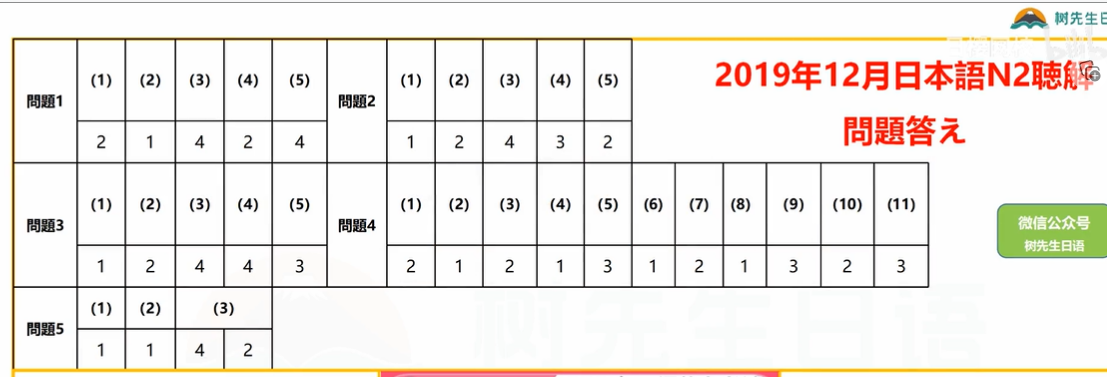 树先生日
2019年12月日本語N2聴解
問題答え
問題1 (1) (2) (3) (4) (5) 問題2 (1) (2) (3) (4) (5)
2 1 4 2 4 1 2 4 3 2
問題3 (1) (2) (3) (4) (5) 問題4 (1) (2) (3) (4) (5) (6) (7) (8) (9) (10) (11)
1 2 4 4 3 2 1 2 1 3 1 2 1 3 2 3
微信公众号
树先生日语
問題5 (1) (2) (3)
1 1 4 2
树先生日语